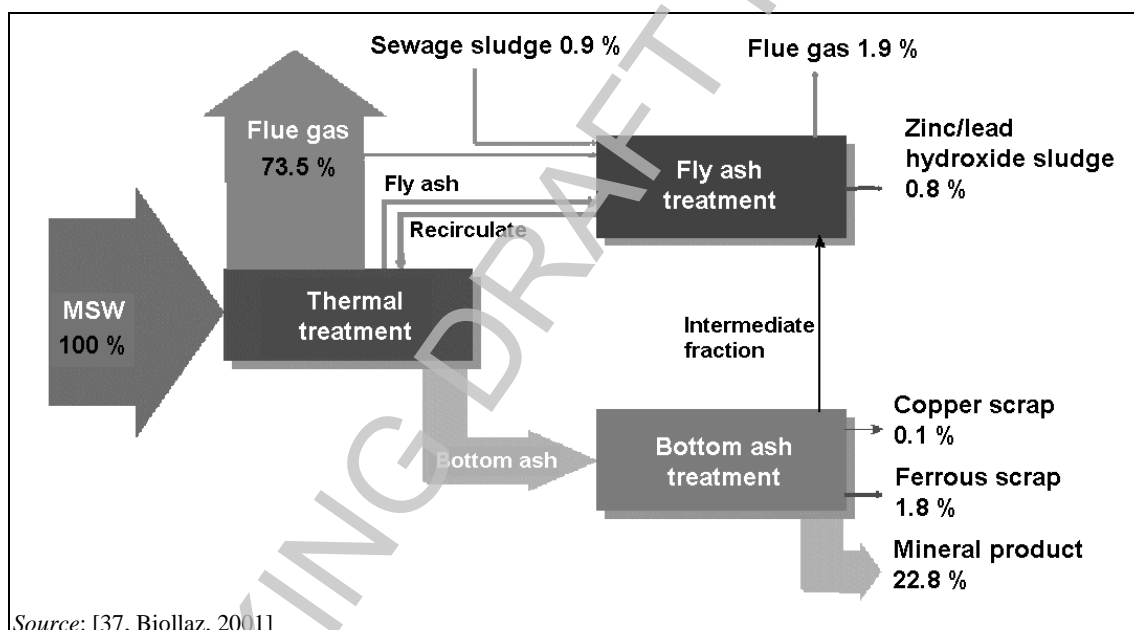 Sewage sludge 0.9 %
Flue gas 1.9 %
Flue gas
73.5 %
Zinc/lead
hydroxide sludge
0.8 %
Fly ash
treatment
Fly ash
Recirculate
MSW
100 %
Thermal
treatment
Intermediate
fraction
Bottom ash
Bottom ash
treatment
Copper scrap
0.1 %
Ferrous scrap
1.8 %
Mineral product
22.8 %
Source: [37, Biollaz, 2001]
KING DRAFT